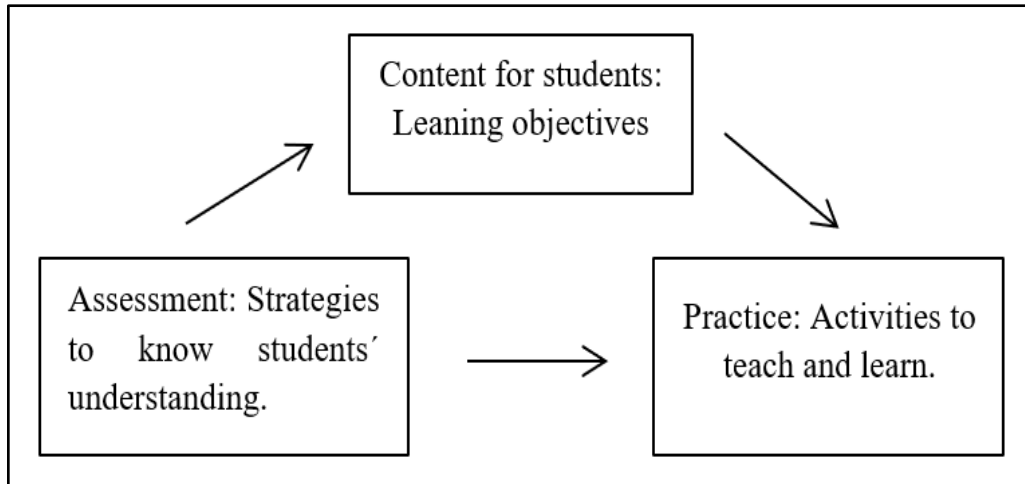 Content for students:
Leaning objectives
Assessment: Strategies
to know students´
understanding.
Practice: Activities to
teach and learn.